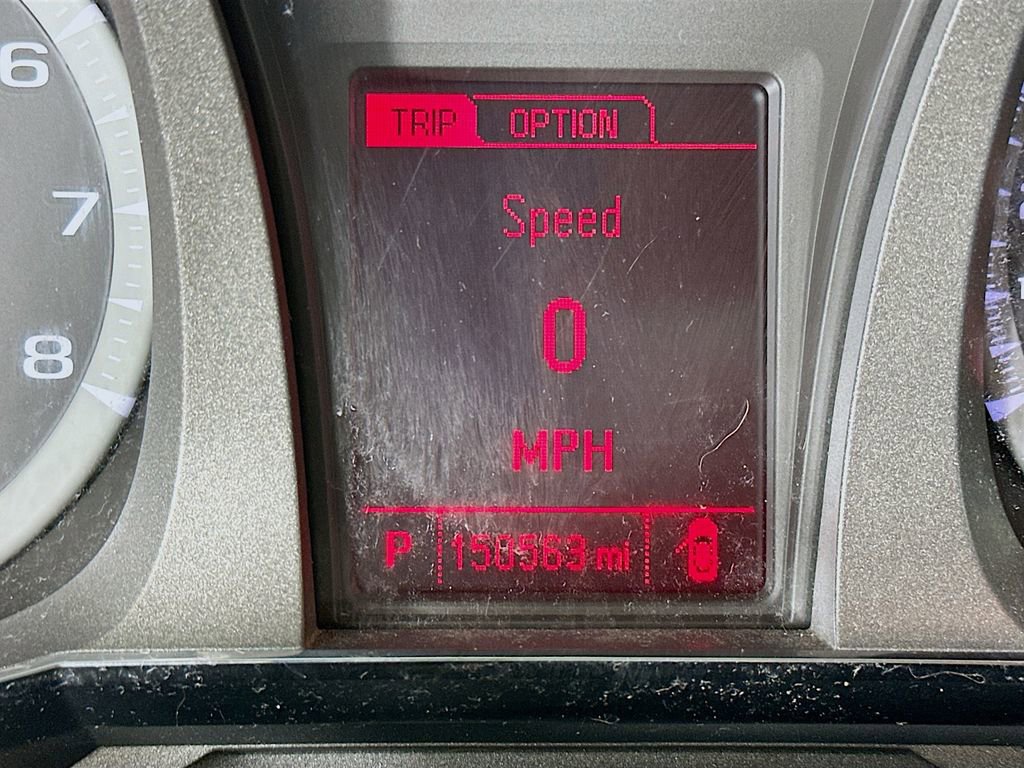 6
7
8
TRIP OPTION
Speed
0
MPH
P 150563 mi